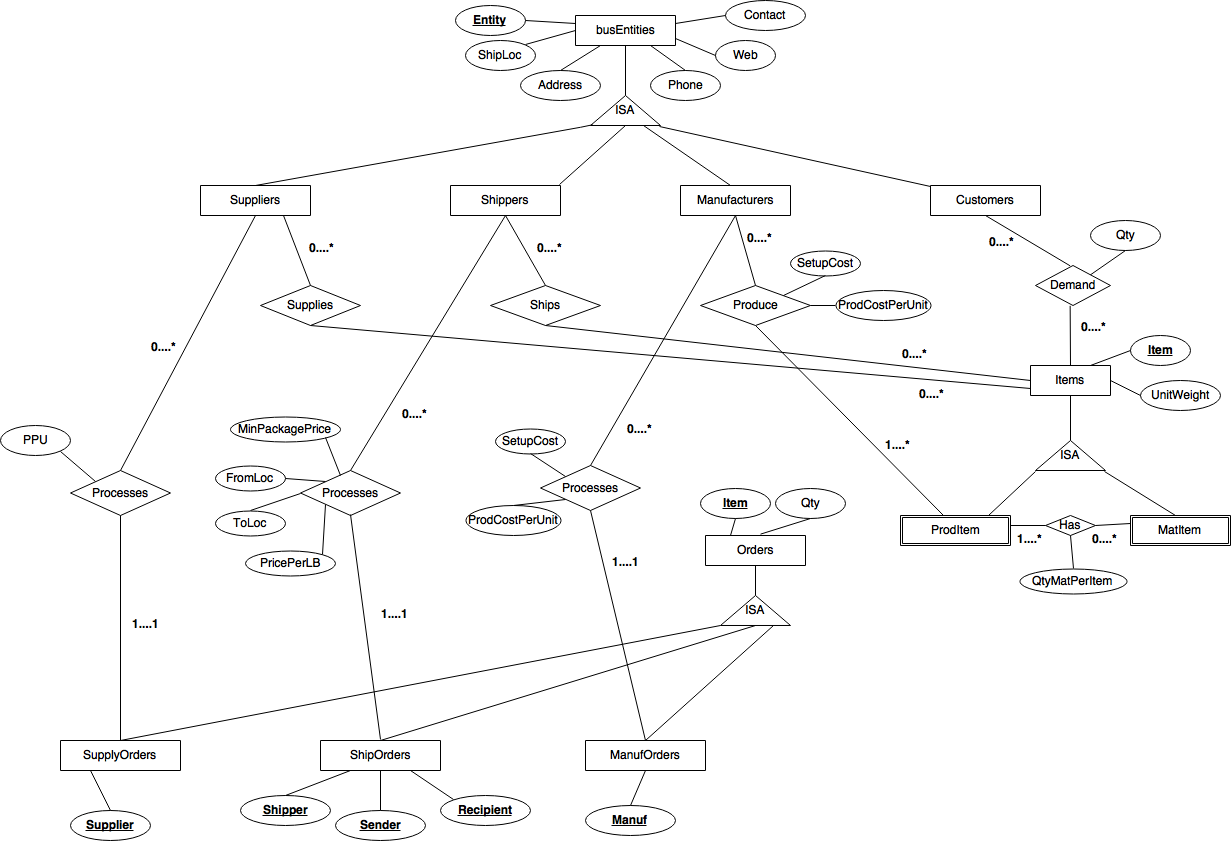 Entity
busEntities
Contact
ShipLoc
Web
Address
Phone
ISA
Suppliers
Shippers
Manufacturers
Customers
0....*
0....*
0....*
0....*
Qty
SetupCost
Supplies
Ships
Produce
ProdCostPerUnit
Demand
0....*
0....*
0....*
0....*
Item
Items
UnitWeight
0....*
0....*
0....*
1....*
PPU
MinPackagePrice
SetupCost
ISA
FromLoc
Processes
Processes
Processes
ToLoc
ProdCostPerUnit
PricePerLB
Item
Qty
ProdItem
Has
MatItem
1....*
0....*
QtyMatPerItem
Orders
1....1
ISA
1....1
1....1
SupplyOrders
ShipOrders
ManufOrders
Supplier
Shipper
Sender
Recipient
Manuf